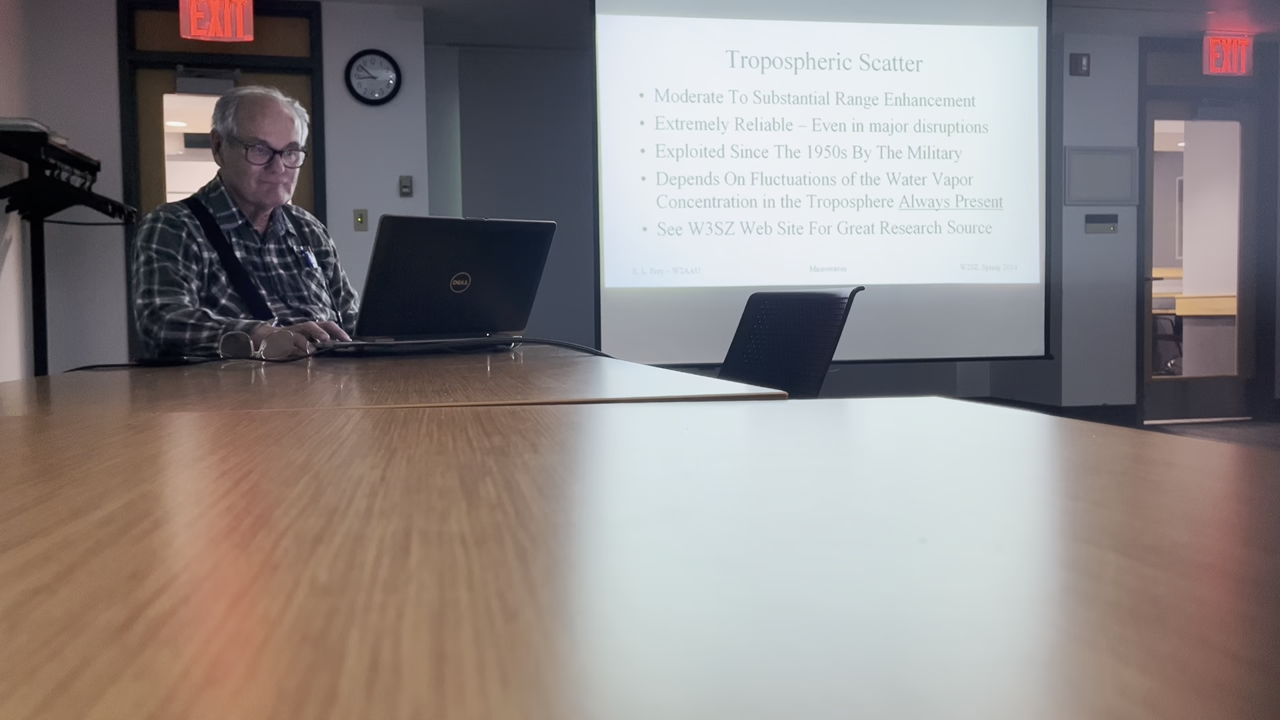 EXIT
Tropospheric Scatter
• Moderate To Substantial Range Enhancement
• Extremely Reliable – Even in major disruptions
• Exploited Since The 1950s By The Military
• Depends On Fluctuations of the Water Vapor
Concentration in the Troposphere Always Present
• See W3SZ Web Site For Great Research Source
EXIT
DELL